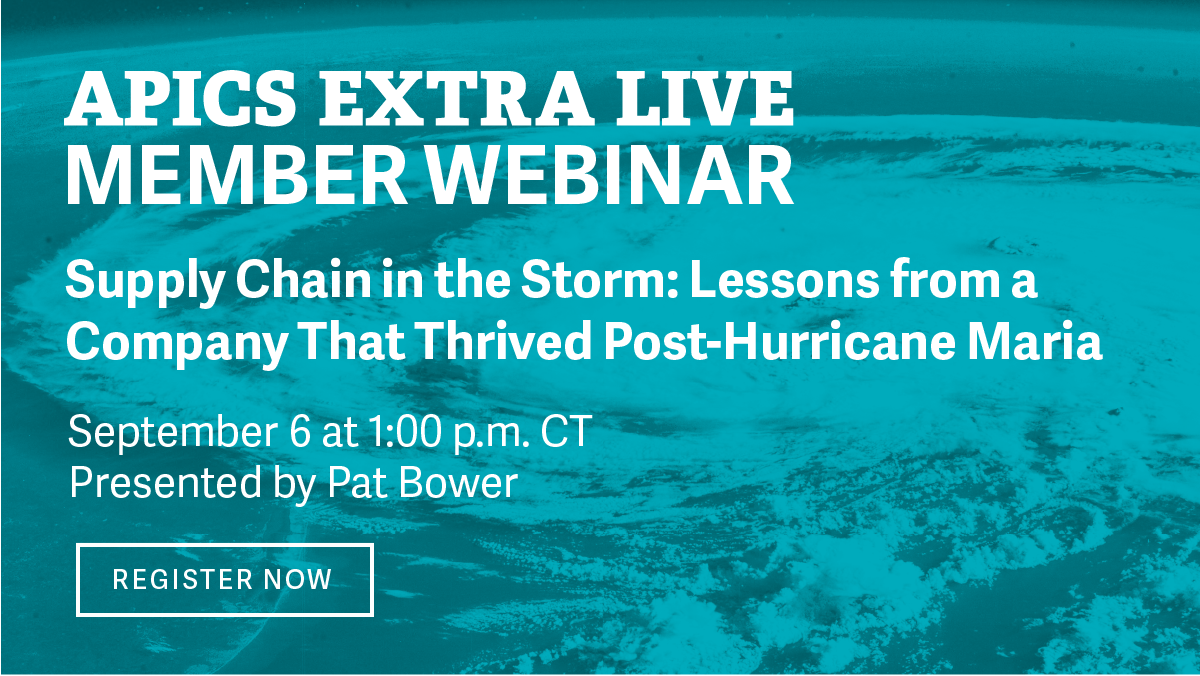 APICS EXTRA LIVE
MEMBER WEBINAR
Supply Chain in the Storm: Lessons from a
Company That Thrived Post-Hurricane Maria
September 6 at 1:00 p.m. CT
Presented by Pat Bower
REGISTER NOW